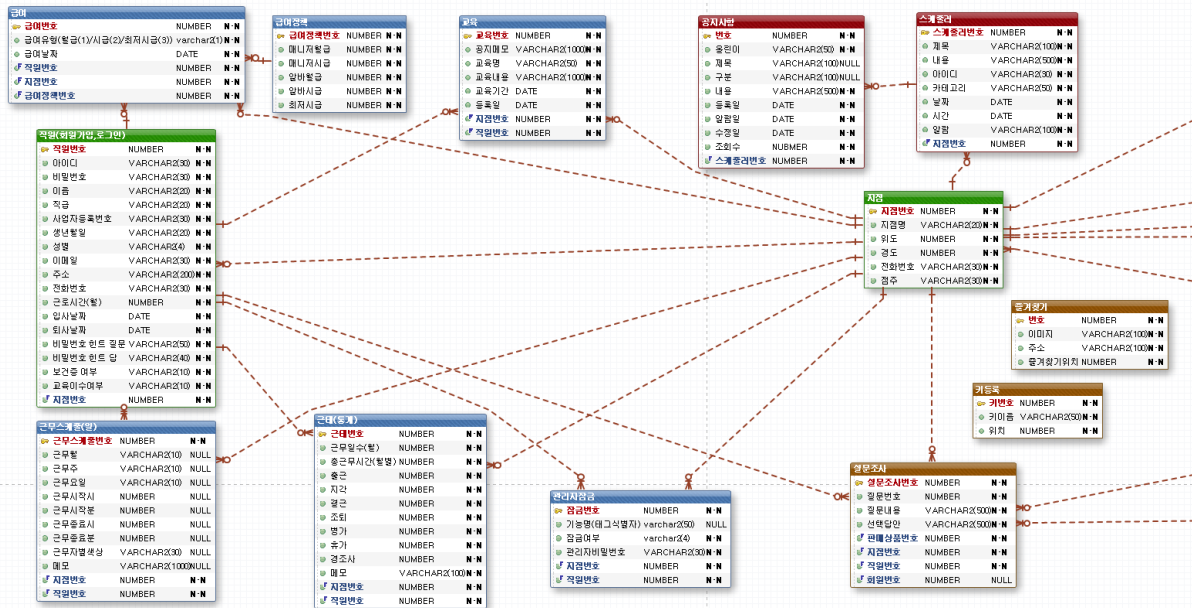 급여
급여번호 NUMBER N-N
급여유형(월급(1)/시급(2)/최저시급(3)) varchar2(1) N-N
급여날짜 DATE N-N
직원번호 NUMBER N-N
지점번호 NUMBER N-N
급여정책번호 NUMBER N-N
급여정책
급여정책번호 NUMBER N-N
매니저월급 NUMBER N-N
매니저시급 NUMBER N-N
알바월급 NUMBER N-N
알바시급 NUMBER N-N
최저시급 NUMBER N-N
교육
교육번호 NUMBER N-N
공지메모 VARCHAR2(1000) N-N
교육명 VARCHAR2(50) N-N
교육내용 VARCHAR2(1000) N-N
교육기간 DATE N-N
등록일 DATE N-N
지점번호 NUMBER N-N
직원번호 NUMBER N-N
공지사항
번호 NUMBER N-N
올린이 VARCHAR2(50) N-N
제목 VARCHAR2(100) NULL
구분 VARCHAR2(100) NULL
내용 VARCHAR2(500) N-N
등록일 DATE N-N
알람일 DATE N-N
수정일 DATE N-N
조회수 NUBMER N-N
스케쥴러번호 NUMBER N-N
스케쥴러
스케쥴러번호 NUMBER N-N
제목 VARCHAR2(100) N-N
내용 VARCHAR2(500) N-N
아이디 VARCHAR2(30) N-N
카테고리 VARCHAR2(50) N-N
날짜 DATE N-N
시간 DATE N-N
알람 VARCHAR2(100) N-N
지점번호 NUMBER N-N
직원(회원가입,로그인)
직원번호 NUMBER N-N
아이디 VARCHAR2(30) N-N
비밀번호 VARCHAR2(30) N-N
이름 VARCHAR2(20) N-N
직급 VARCHAR2(20) N-N
사업자등록번호 VARCHAR2(30) N-N
생년월일 VARCHAR2(20) N-N
성별 VARCHAR2(4) N-N
이메일 VARCHAR2(30) N-N
주소 VARCHAR2(200) N-N
전화번호 VARCHAR2(30) N-N
근로시간(월) NUMBER N-N
입사날짜 DATE N-N
퇴사날짜 DATE N-N
비밀번호 힌트 질문 VARCHAR2(50) N-N
비밀번호 힌트 답 VARCHAR2(40) N-N
보건증 여부 VARCHAR2(10) N-N
교육이수여부 VARCHAR2(10) N-N
지점번호 NUMBER N-N
지점
지점번호 NUMBER N-N
지점명 VARCHAR2(20) N-N
위도 NUMBER N-N
경도 NUMBER N-N
전화번호 VARCHAR2(30) N-N
점주 VARCHAR2(30) N-N
즐겨찾기
번호 NUMBER N-N
이미지 VARCHAR2(100) N-N
주소 VARCHAR2(100) N-N
즐겨찾기위치 NUMBER N-N
키등록
키번호 NUMBER N-N
키이름 VARCHAR2(50) N-N
위치 NUMBER N-N
근무스케쥴(월)
근무스케쥴번호 NUMBER N-N
근무월 VARCHAR2(10) NULL
근무주 VARCHAR2(10) NULL
근무요일 VARCHAR2(10) NULL
근무시작시 NUMBER NULL
근무시작분 NUMBER NULL
근무종료시 NUMBER NULL
근무종료분 NUMBER NULL
근무자별색상 VARCHAR2(30) NULL
메모 VARCHAR2(1000) NULL
지점번호 NUMBER N-N
직원번호 NUMBER N-N
근태(통계)
근태번호 NUMBER N-N
근무일수(월) NUMBER N-N
총근무시간(월별) NUMBER N-N
출근 NUMBER N-N
지각 NUMBER N-N
결근 NUMBER N-N
조퇴 NUMBER N-N
병가 NUMBER N-N
휴가 NUMBER N-N
경조사 NUMBER N-N
메모 VARCHAR2(100) N-N
지점번호 NUMBER N-N
직원번호 NUMBER N-N
관리자잠금
잠금번호 NUMBER N-N
기능명(태그식별자) varchar2(50) NULL
잠금여부 varchar2(4) N-N
관리자비밀번호 VARCHAR2(30) N-N
지점번호 NUMBER N-N
직원번호 NUMBER N-N
설문조사
설문조사번호 NUMBER N-N
질문번호 NUMBER N-N
질문내용 VARCHAR2(500) N-N
선택답안 VARCHAR2(500) N-N
판매상품번호 NUMBER N-N
지점번호 NUMBER N-N
직원번호 NUMBER N-N
회원번호 NUMBER NULL